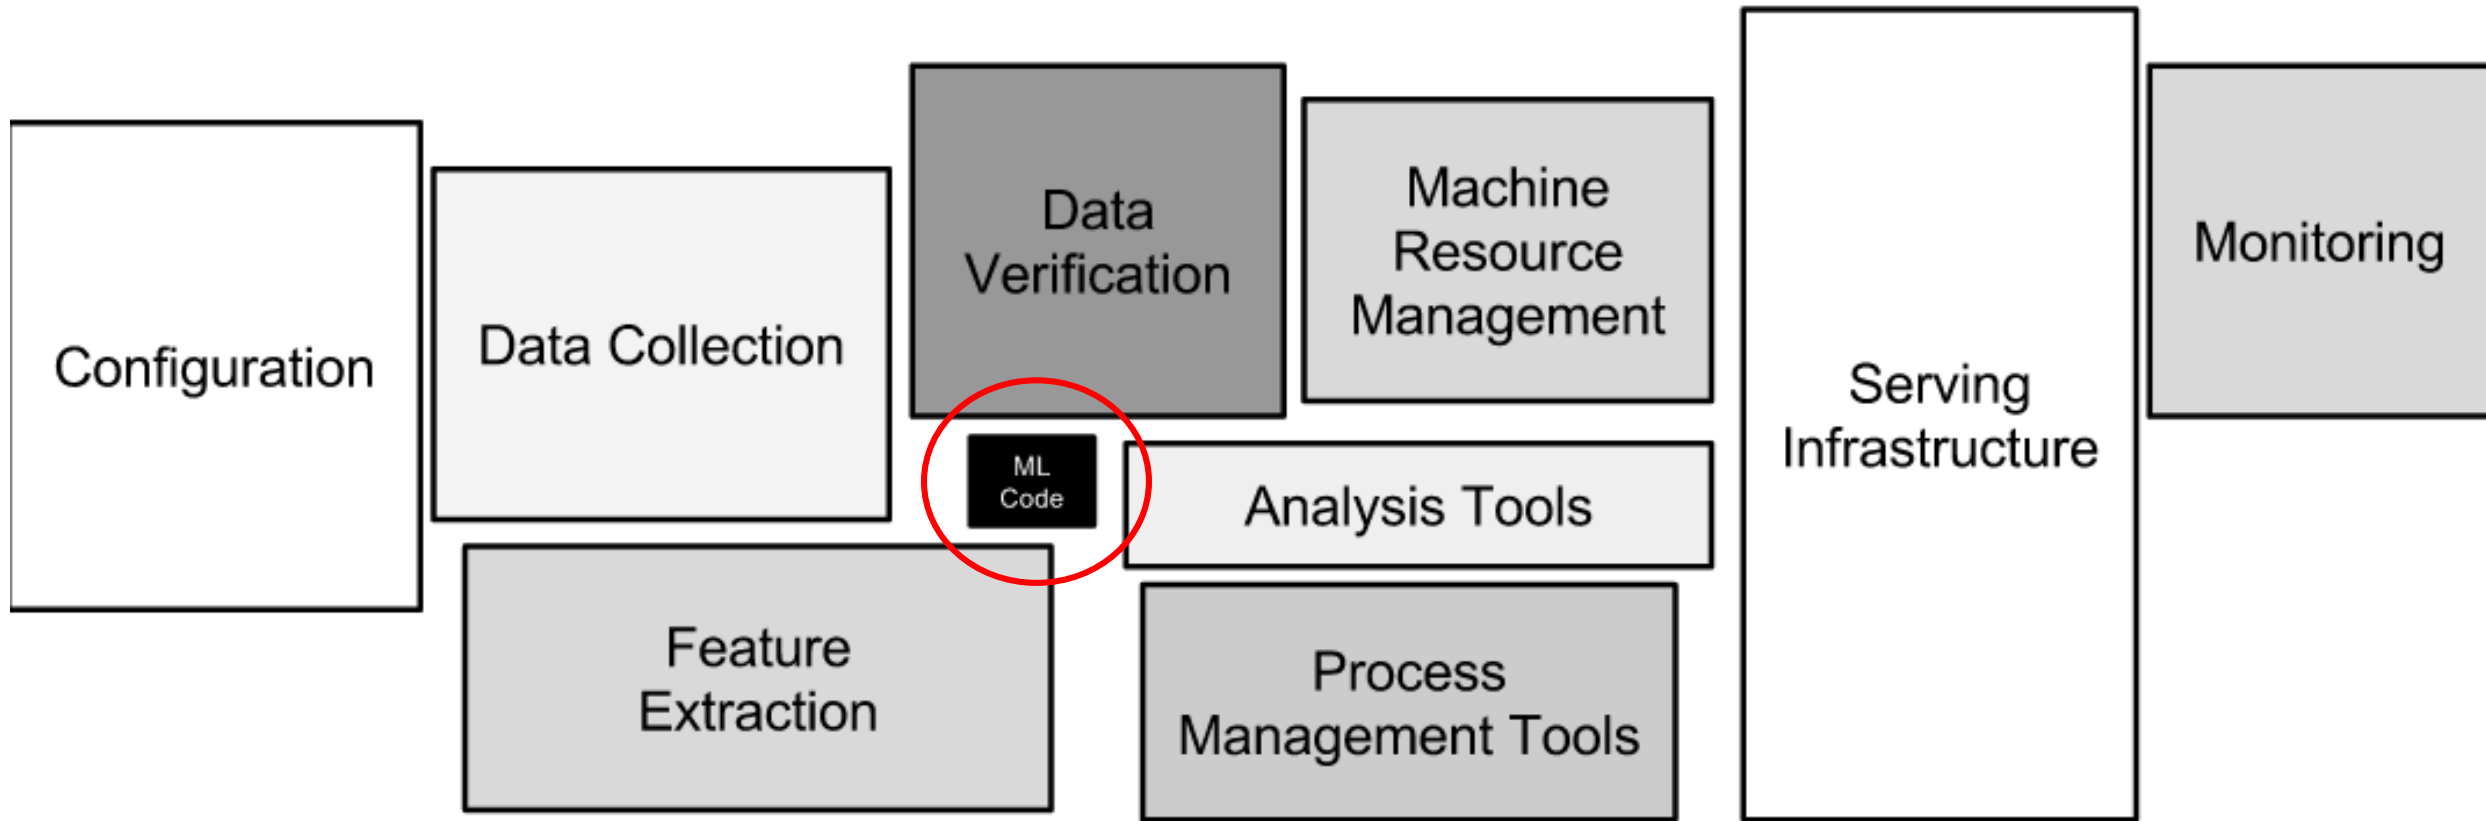 Configuration
Data Collection
Data
Verification
Machine
Resource
Management
Serving
Infrastructure
Monitoring
ML
Code
Analysis Tools
Feature
Extraction
Process
Management Tools